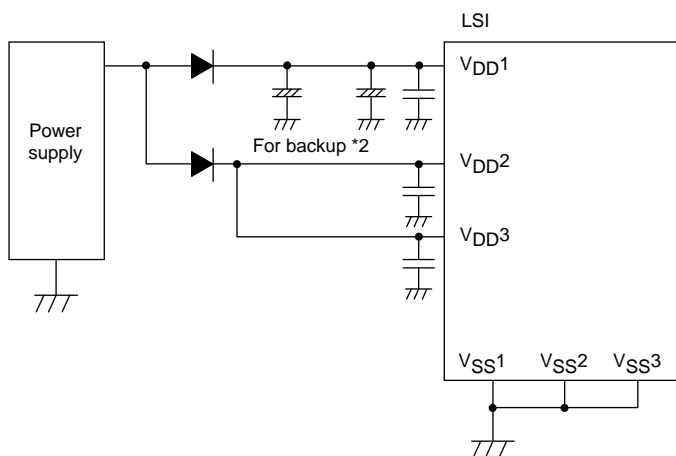 LSI
VDD1
Power
supply
For backup *2
VDD2
VDD3
VSS1
VSS2
VSS3